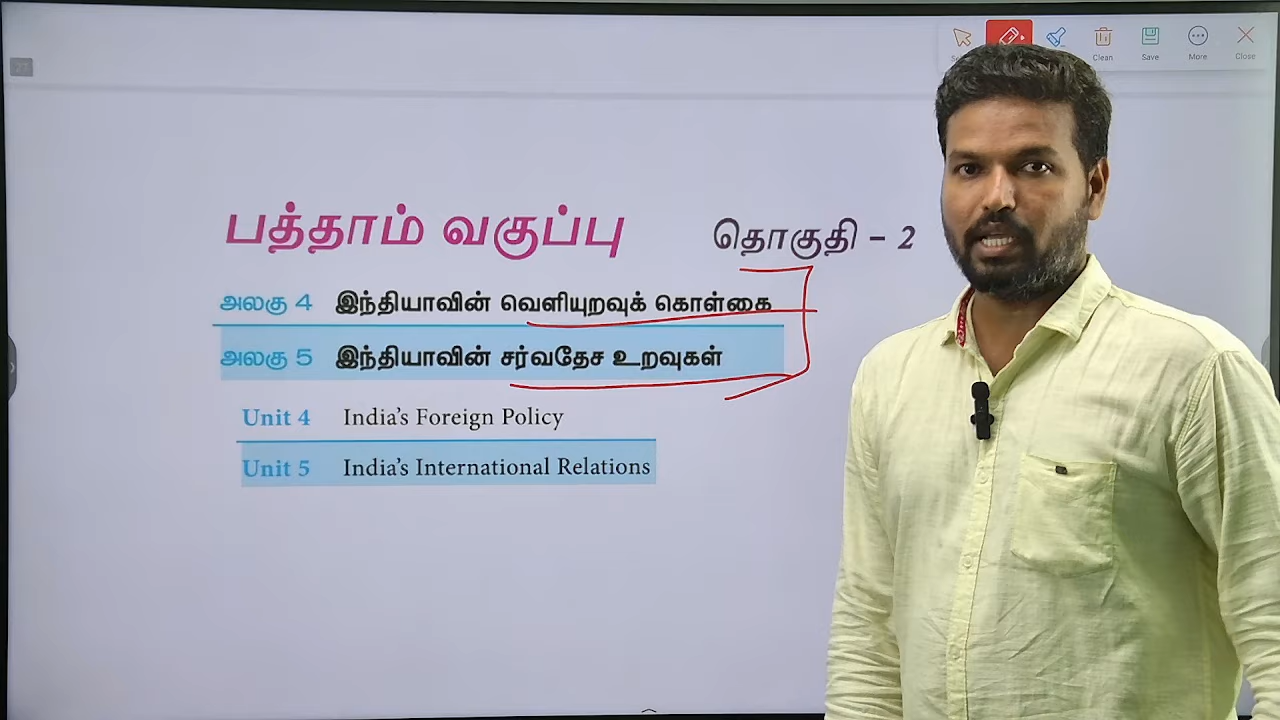 Clean Save More Close
27
பத்தாம் வகுப்பு தொகுதி – 2
அலகு 4 இந்தியாவின் வெளியுறவுக் கொள்கை
அலகு 5 இந்தியாவின் சர்வதேச உறவுகள்
Unit 4 India's Foreign Policy
Unit 5 India's International Relations